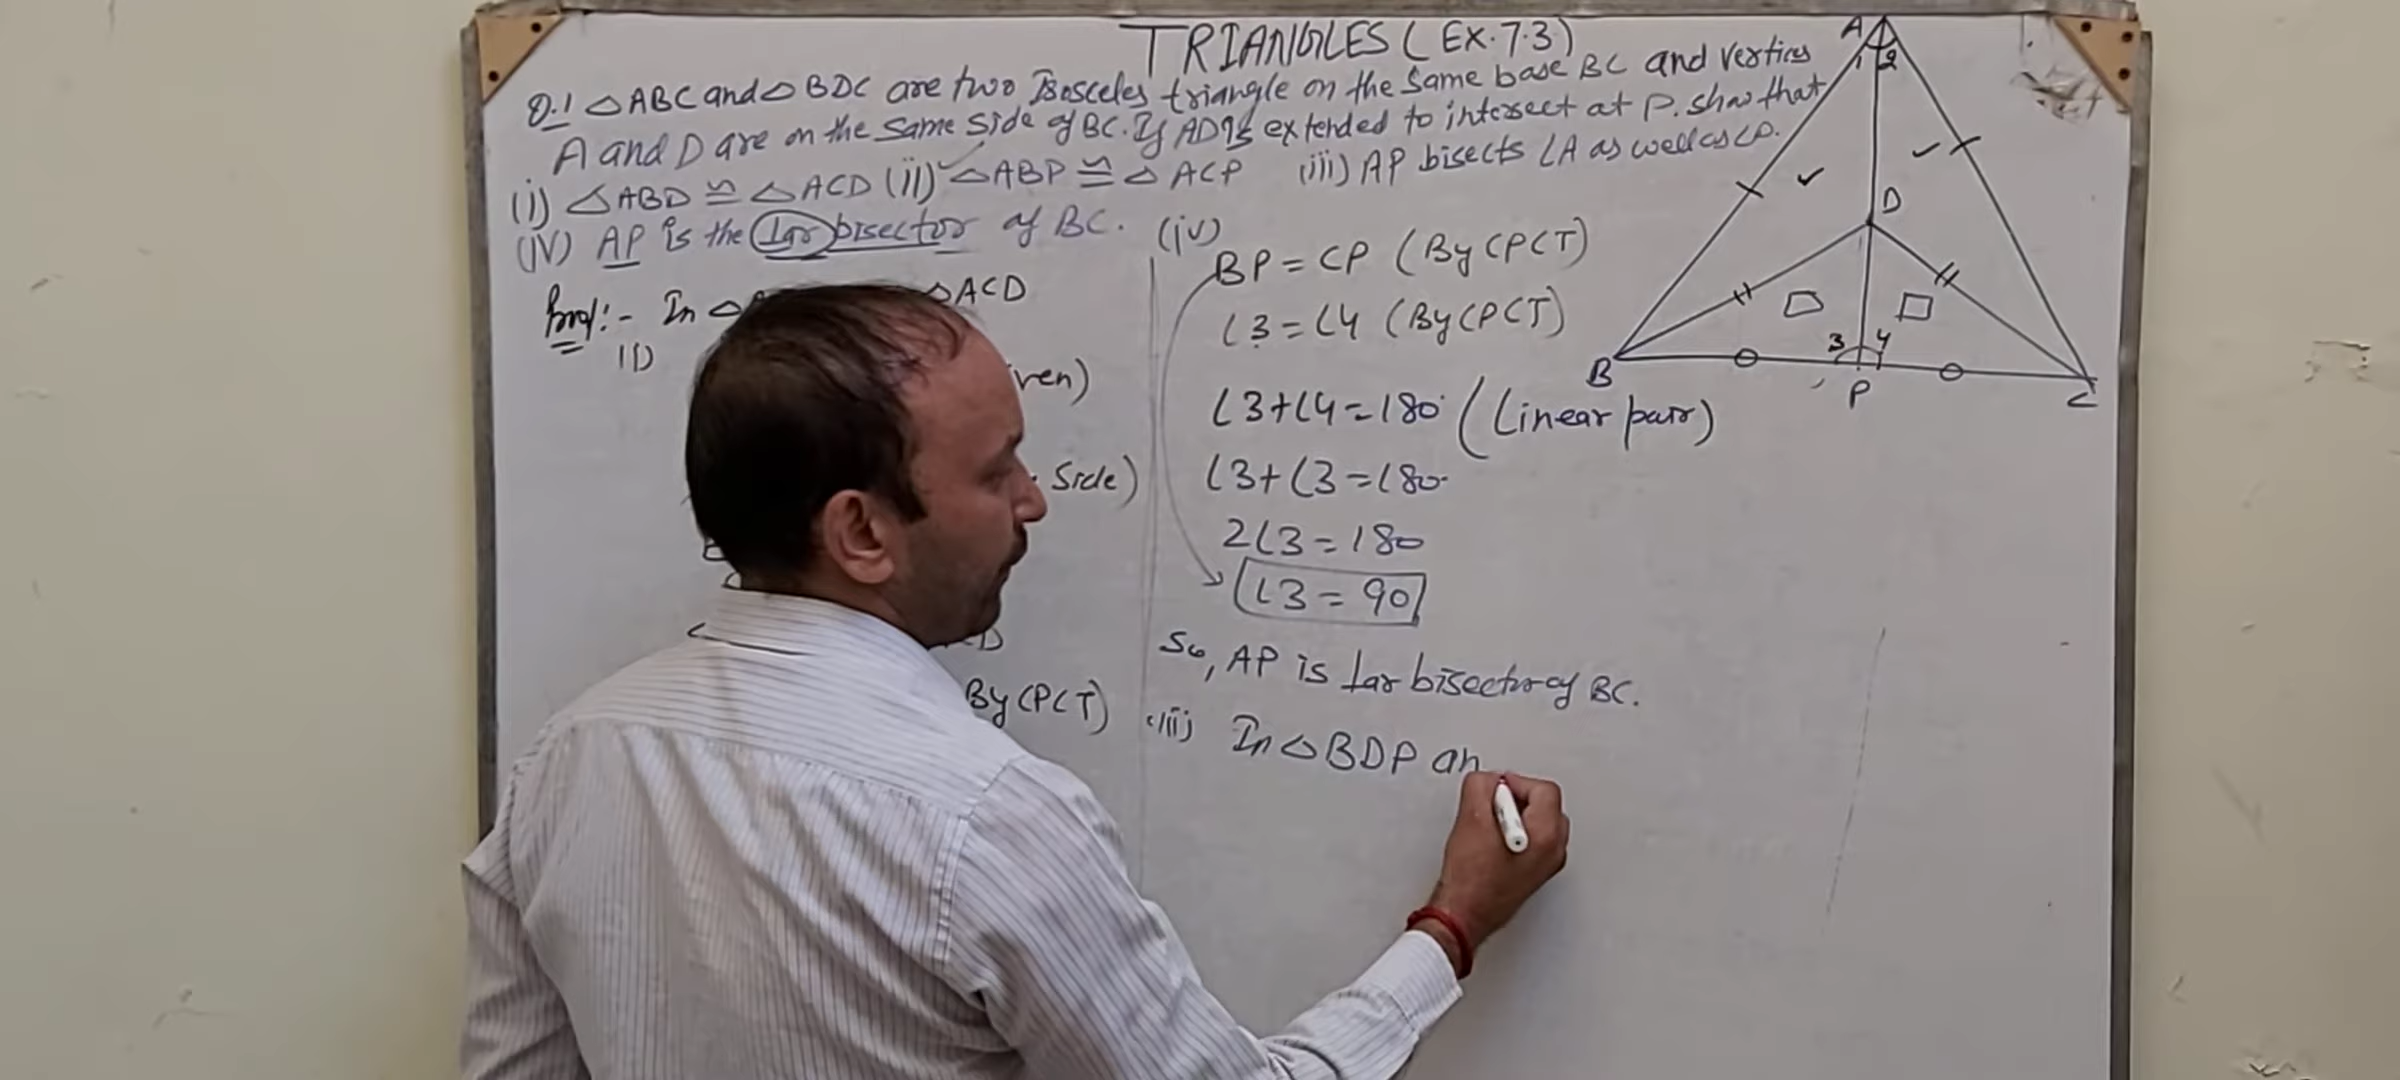 TRIANGLES (EX.7.3)
Q.1 △ABC and △BDC are two Isosceles triangle on the same base BC and vertices
A and D are on the same side of BC. If AD is extended to intersect at P. show that
(i) △ABD ≅ △ACD (ii) △ABP ≅ △ACP (iii) AP bisects ∠A as well as ∠D.
(iv) AP is the ⊥ar bisector of BC.
Proof:- In △ △ACD
(i)
Side)
By CPCT)
(iv)
BP = CP (By CPCT)
∠3 = ∠4 (By CPCT)
∠3+∠4 = 180° (Linear pair)
∠3+∠3 = 180°
2∠3 = 180
∠3 = 90
So, AP is ⊥ar bisector of BC.
(iii) In △BDP an
A
1 2
D
3 4
B
P
C